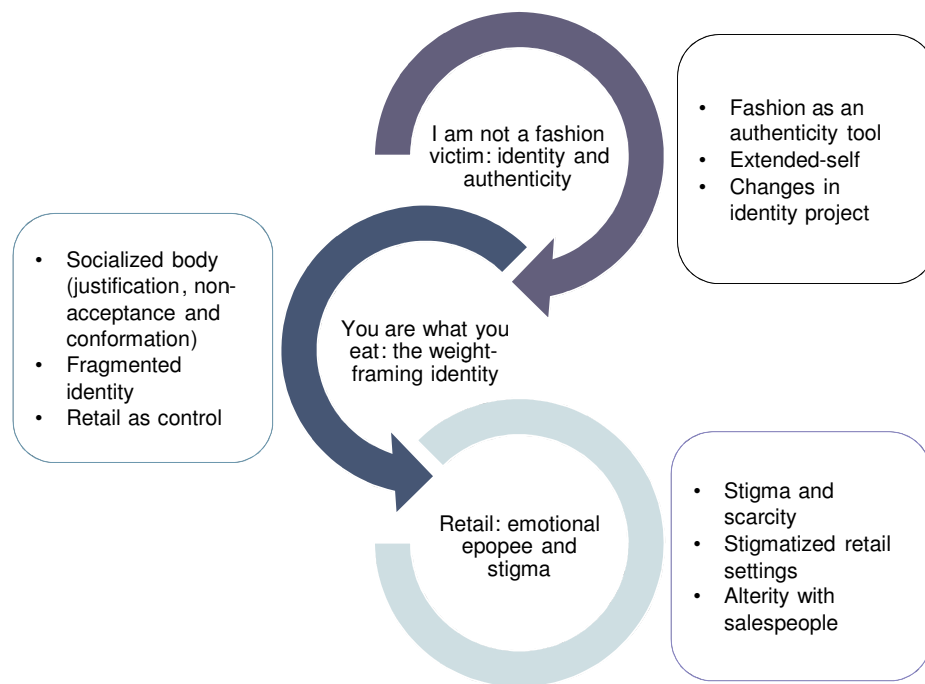 I am not a fashion
victim: identity and
authenticity
• Fashion as an
authenticity tool
• Extended-self
• Changes in
identity project
• Socialized body
(justification, non-
acceptance and
conformation)
• Fragmented
identity
• Retail as control
You are what you
eat: the weight-
framing identity
Retail: emotional
epopee and
stigma
• Stigma and
scarcity
• Stigmatized retail
settings
• Alterity with
salespeople